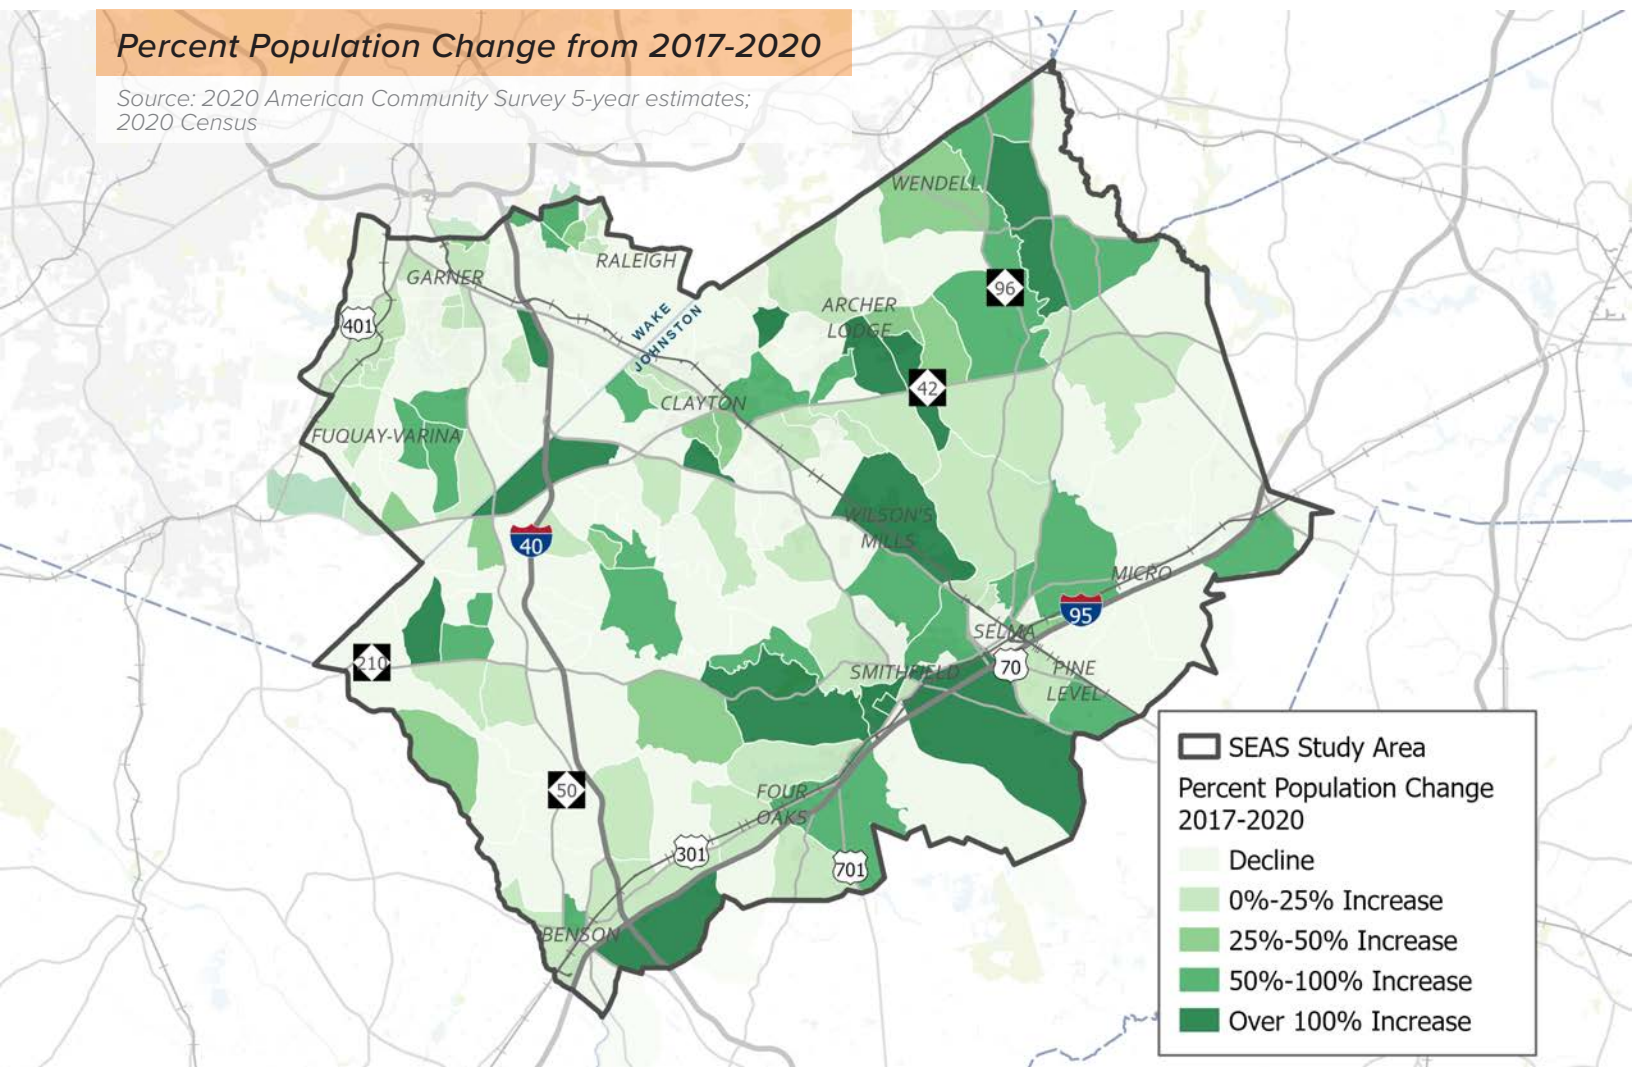 Percent Population Change from 2017-2020
Source: 2020 American Community Survey 5-year estimates;
2020 Census
WENDELL
RALEIGH
GARNER
96
WAKE
JOHNSTON
ARCHER
LODGE
401
42
CLAYTON
FUQUAY-VARINA
WILSON'S
MILLS
40
MICRO
95
SELMA
210
SMITHFIELD
70
PINE
LEVEL
50
FOUR
OAKS
301
701
BENSON
SEAS Study Area
Percent Population Change
2017-2020
Decline
0%-25% Increase
25%-50% Increase
50%-100% Increase
Over 100% Increase